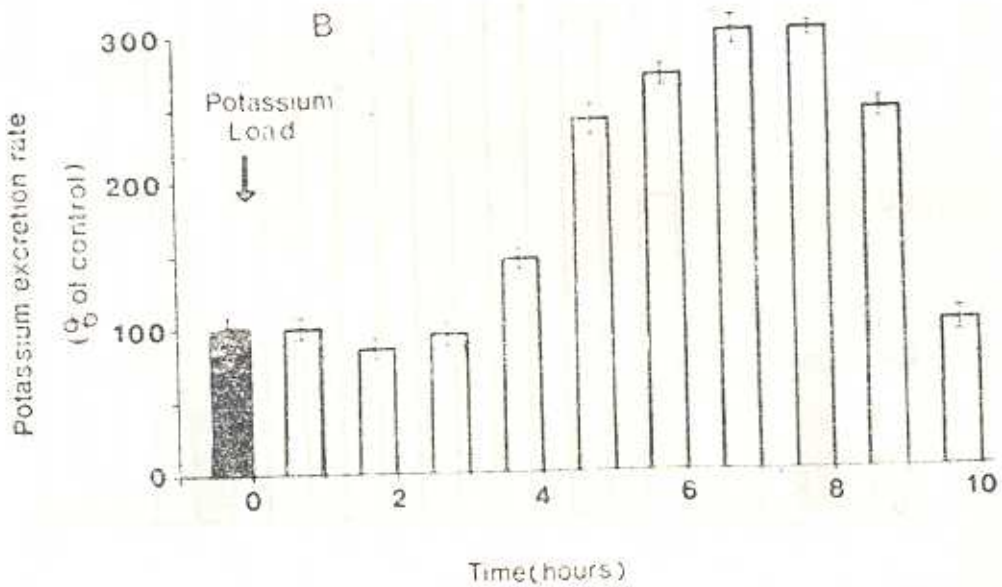 B
300
Potassium
Load
200
100
0
Potassium excretion rate
(% of control)
0 2 4 6 8 10
Time(hours)